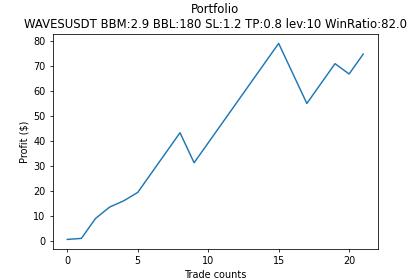 Portfolio
WAVESUSDT BBM:2.9 BBL:180 SL:1.2 TP:0.8 lev:10 WinRatio:82.0
80
70
60
50
40
30
20
10
0
Profit ($)
0 5 10 15 20
Trade counts